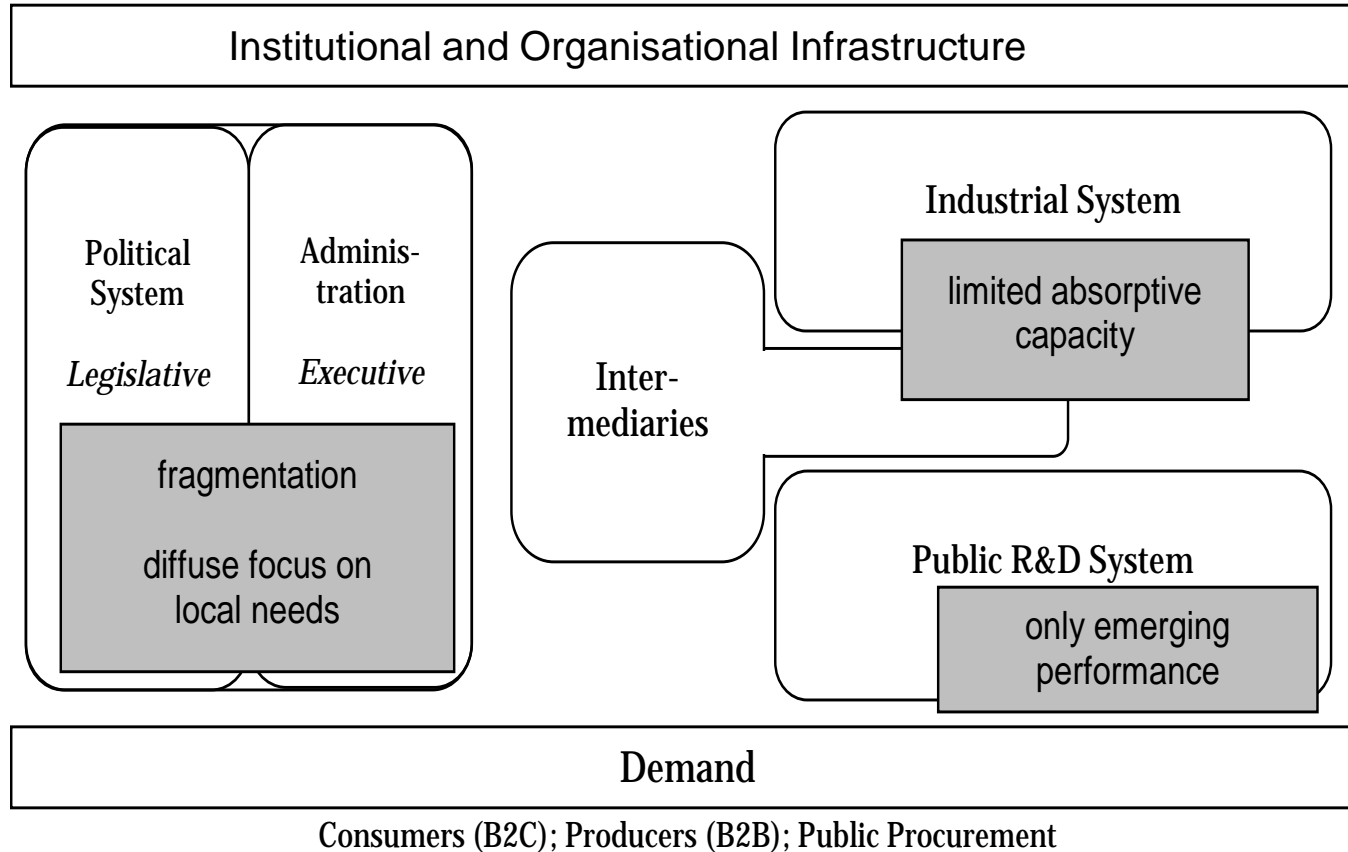 Institutional and Organisational Infrastructure
Political
System
Legislative
Adminis-
tration
Executive
fragmentation
diffuse focus on
local needs
Inter-
mediaries
Industrial System
limited absorptive
capacity
Public R&D System
only emerging
performance
Demand
Consumers (B2C); Producers (B2B); Public Procurement